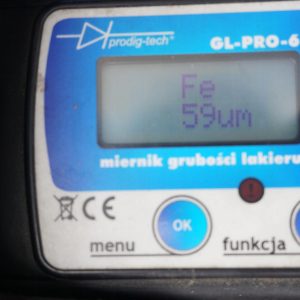 prodig-tech®
GL-PRO-6
Fe
59um
miernik grubości lakieru
CE
OK
menu
funkcja